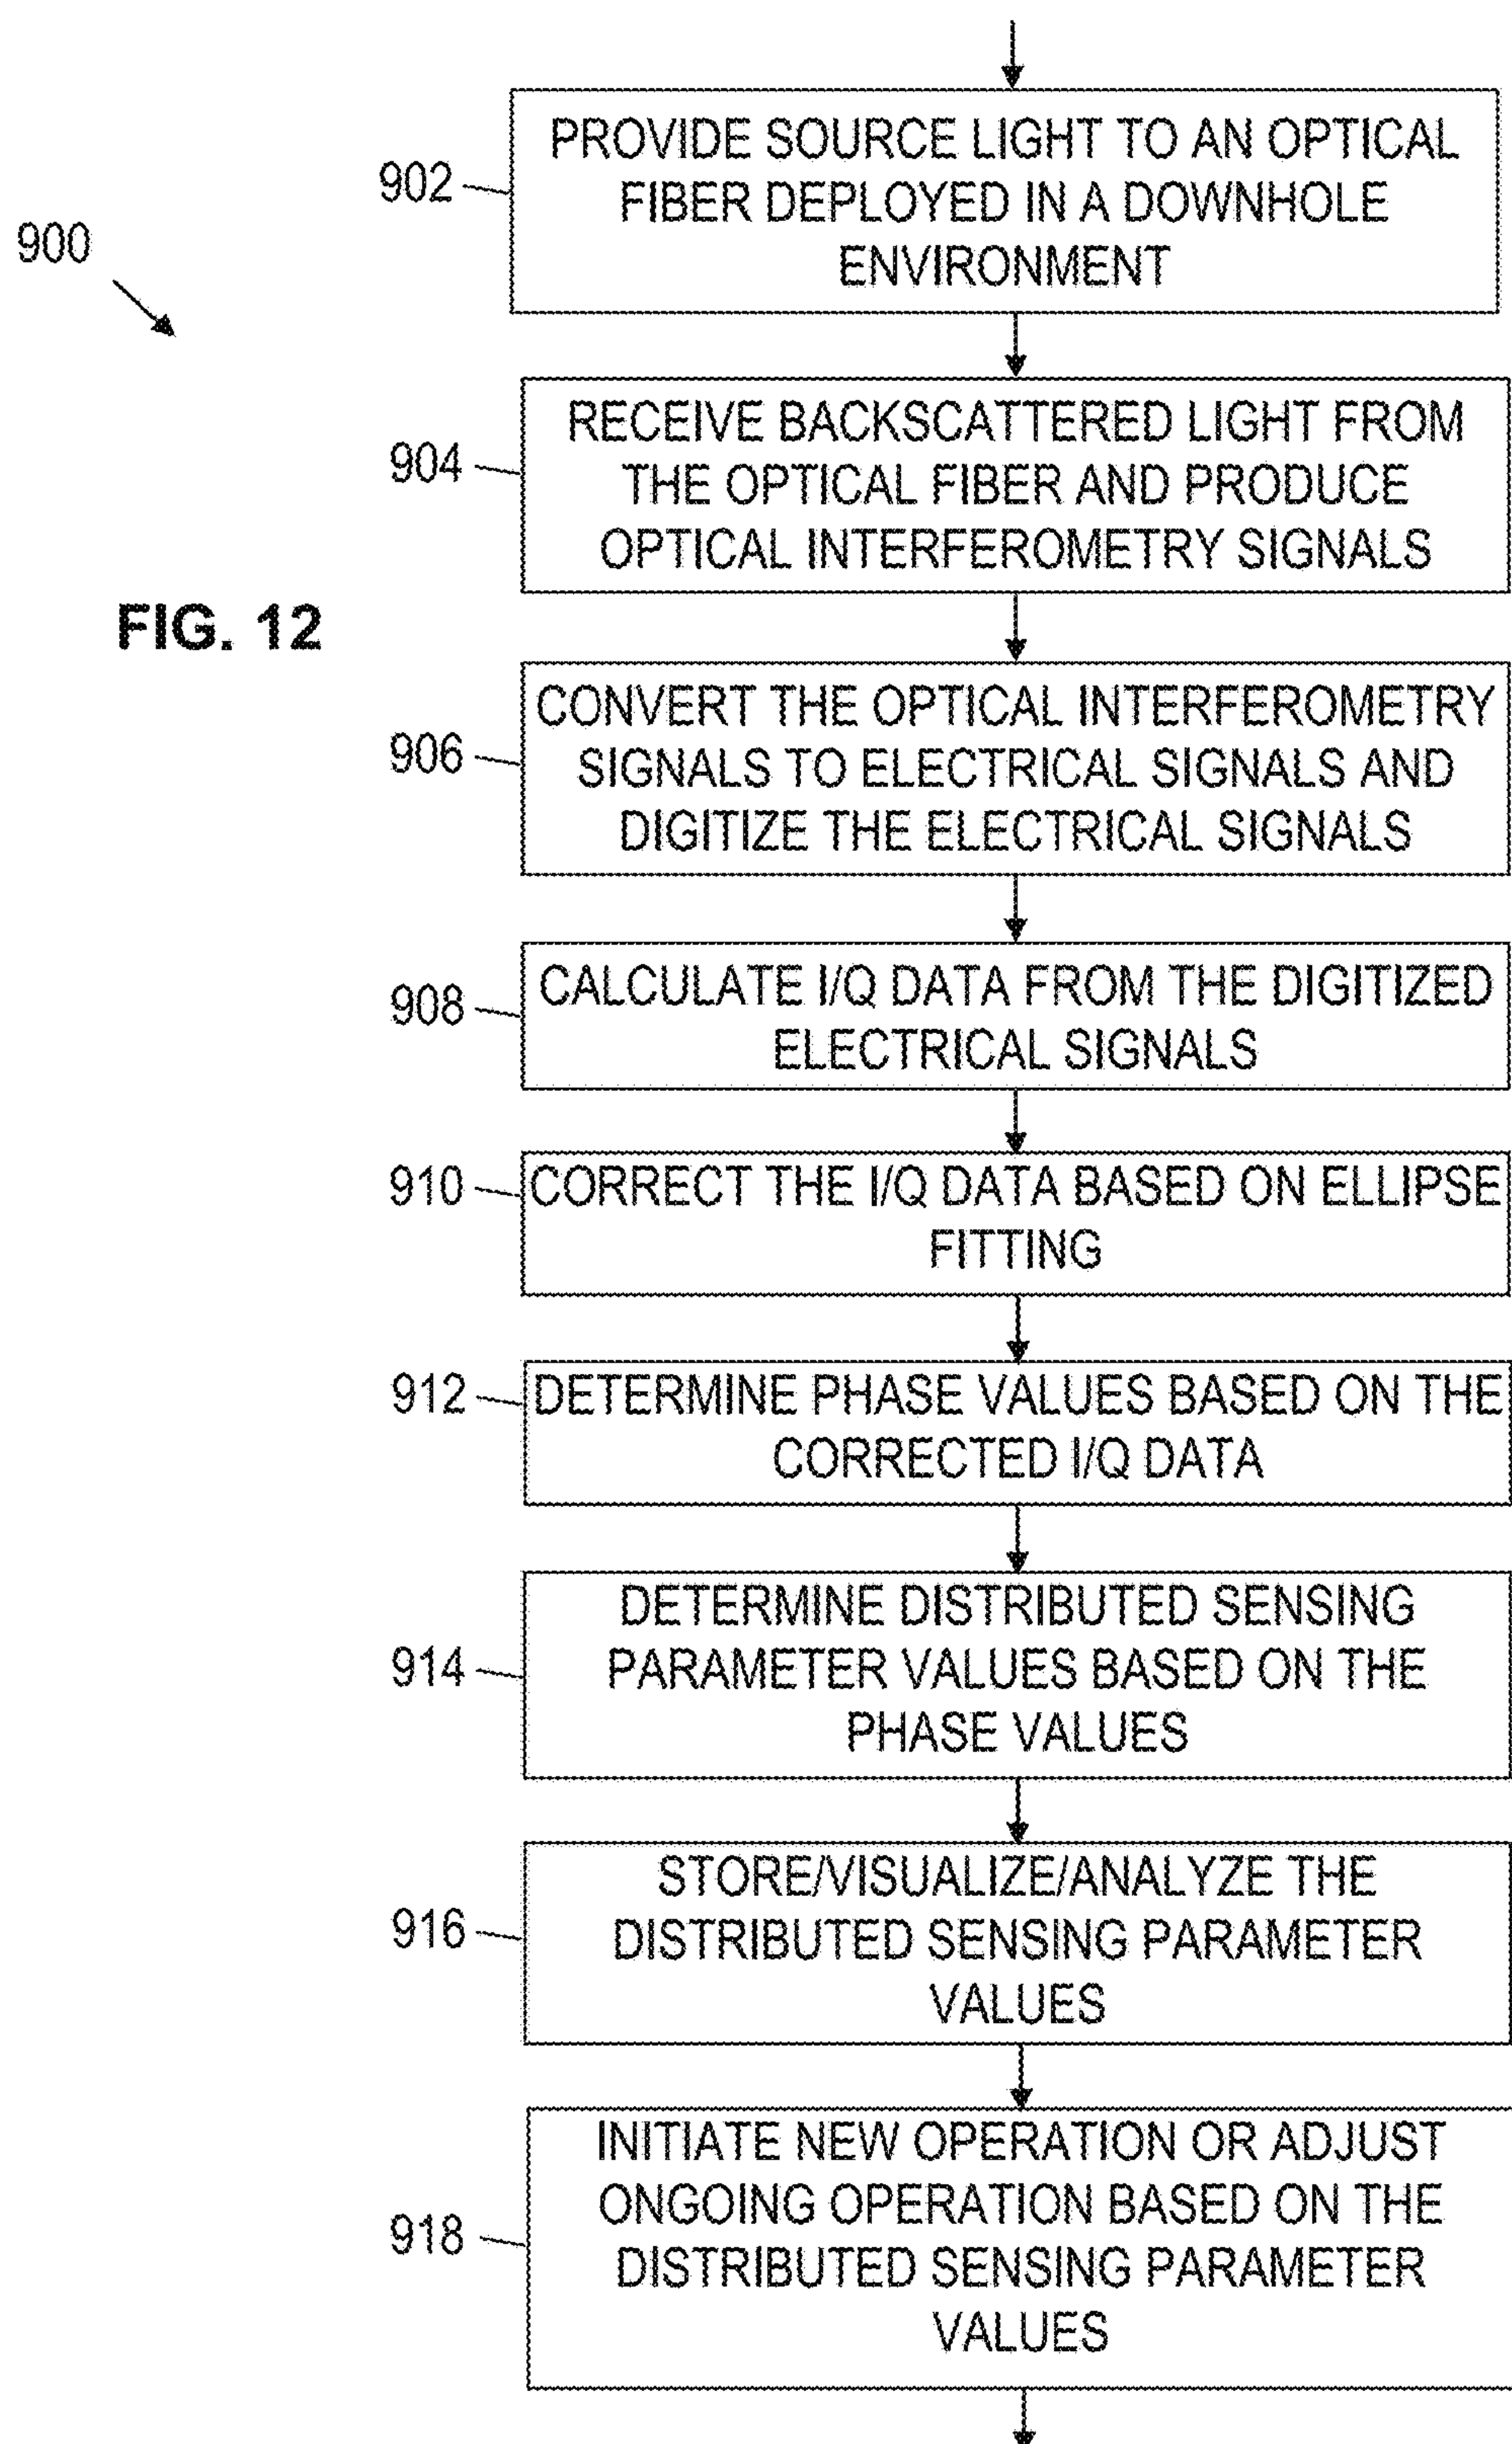 900
FIG. 12
902
PROVIDE SOURCE LIGHT TO AN OPTICAL
FIBER DEPLOYED IN A DOWNHOLE
ENVIRONMENT
904
RECEIVE BACKSCATTERED LIGHT FROM
THE OPTICAL FIBER AND PRODUCE
OPTICAL INTERFEROMETRY SIGNALS
906
CONVERT THE OPTICAL INTERFEROMETRY
SIGNALS TO ELECTRICAL SIGNALS AND
DIGITIZE THE ELECTRICAL SIGNALS
908
CALCULATE I/Q DATA FROM THE DIGITIZED
ELECTRICAL SIGNALS
910
CORRECT THE I/Q DATA BASED ON ELLIPSE
FITTING
912
DETERMINE PHASE VALUES BASED ON THE
CORRECTED I/Q DATA
914
DETERMINE DISTRIBUTED SENSING
PARAMETER VALUES BASED ON THE
PHASE VALUES
916
STORE/VISUALIZE/ANALYZE THE
DISTRIBUTED SENSING PARAMETER
VALUES
918
INITIATE NEW OPERATION OR ADJUST
ONGOING OPERATION BASED ON THE
DISTRIBUTED SENSING PARAMETER
VALUES